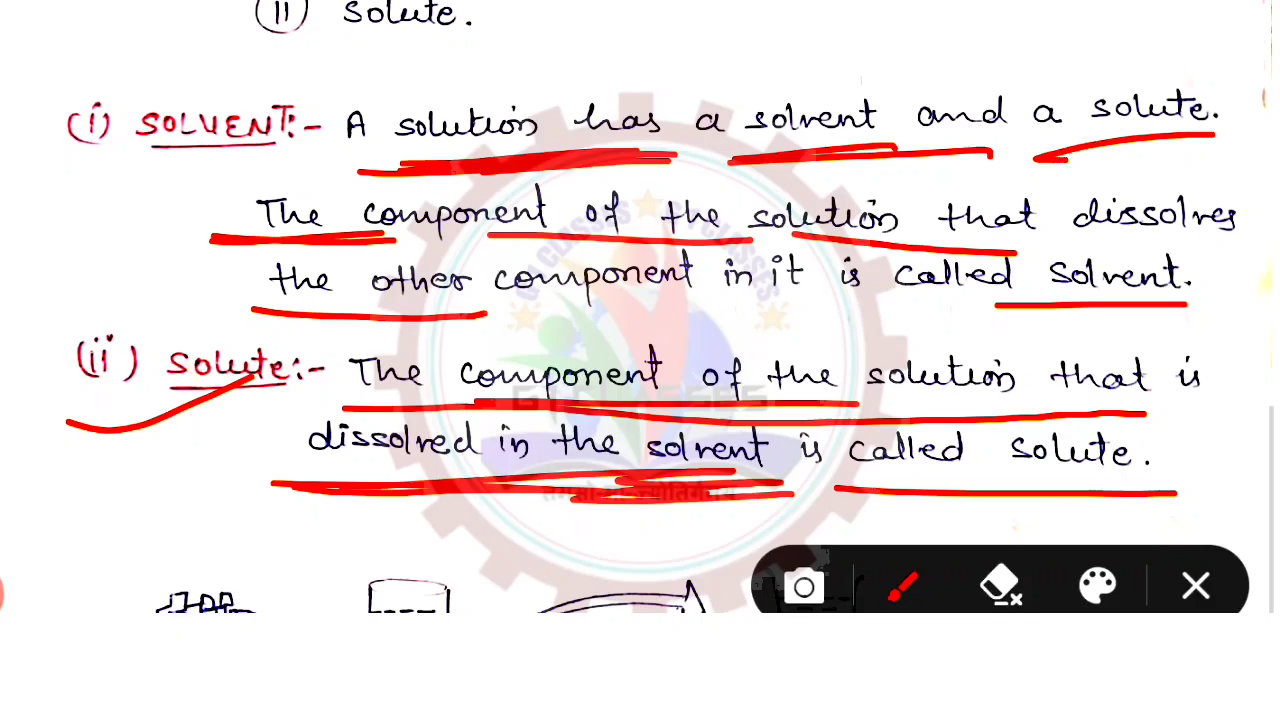 (ii) Solute.
(i) SOLVENT:- A solution has a solvent and a solute.
The component of the solution that dissolves
the other component in it is called solvent.
(ii) Solute:- The component of the solution that is
dissolved in the solvent is called solute.